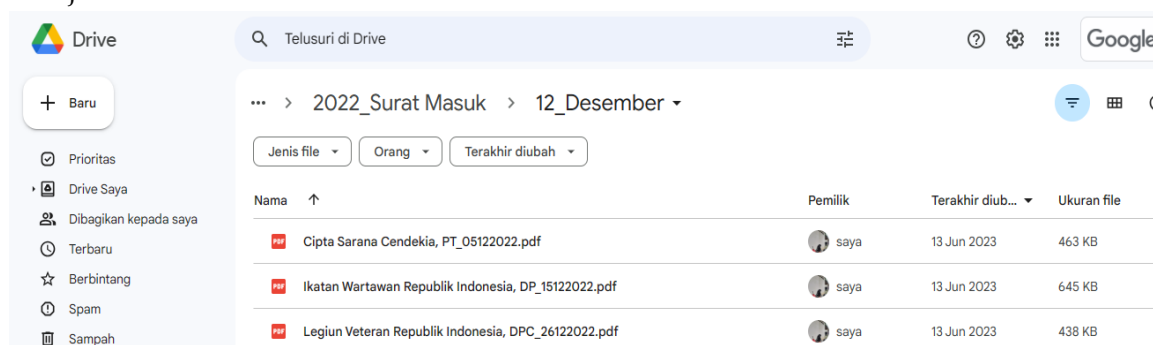 Drive
Telusuri di Drive
Google
Baru
2022_Surat Masuk > 12_Desember
Jenis file
Orang
Terakhir diubah
Prioritas
Drive Saya
Dibagikan kepada saya
Terbaru
Berbintang
Spam
Sampah
Nama
Pemilik
Terakhir diub...
Ukuran file
PDF Cipta Sarana Cendekia, PT_05122022.pdf saya 13 Jun 2023 463 KB
PDF Ikatan Wartawan Republik Indonesia, DP_15122022.pdf saya 13 Jun 2023 645 KB
PDF Legiun Veteran Republik Indonesia, DPC_26122022.pdf saya 13 Jun 2023 438 KB